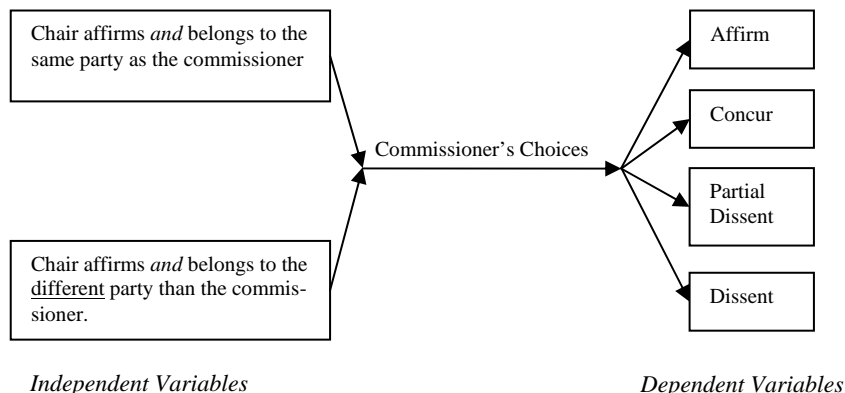 Chair affirms and belongs to the
same party as the commissioner
Chair affirms and belongs to the
different party than the commis-
sioner.
Commissioner's Choices
Affirm
Concur
Partial
Dissent
Dissent
Independent Variables
Dependent Variables